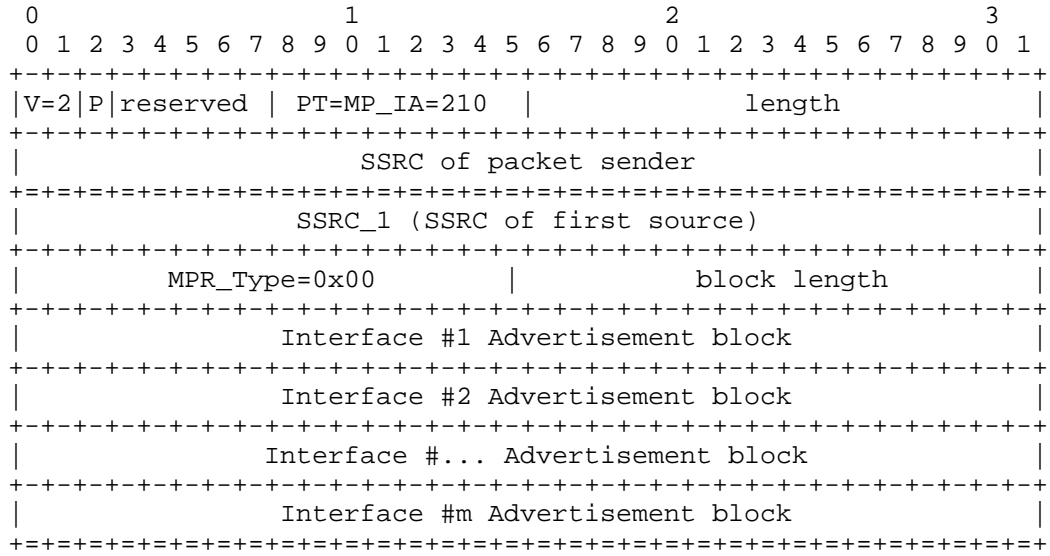 0                   1                   2                   3
 0 1 2 3 4 5 6 7 8 9 0 1 2 3 4 5 6 7 8 9 0 1 2 3 4 5 6 7 8 9 0 1
+-+-+-+-+-+-+-+-+-+-+-+-+-+-+-+-+-+-+-+-+-+-+-+-+-+-+-+-+-+-+-+-+
|V=2|P|reserved | PT=MP_IA=210  |             length            |
+-+-+-+-+-+-+-+-+-+-+-+-+-+-+-+-+-+-+-+-+-+-+-+-+-+-+-+-+-+-+-+-+
|                     SSRC of packet sender                     |
+=+=+=+=+=+=+=+=+=+=+=+=+=+=+=+=+=+=+=+=+=+=+=+=+=+=+=+=+=+=+=+=+
|                 SSRC_1 (SSRC of first source)                 |
+-+-+-+-+-+-+-+-+-+-+-+-+-+-+-+-+-+-+-+-+-+-+-+-+-+-+-+-+-+-+-+-+
|         MPR_Type=0x00        |           block length         |
+-+-+-+-+-+-+-+-+-+-+-+-+-+-+-+-+-+-+-+-+-+-+-+-+-+-+-+-+-+-+-+-+
|                Interface #1 Advertisement block               |
+-+-+-+-+-+-+-+-+-+-+-+-+-+-+-+-+-+-+-+-+-+-+-+-+-+-+-+-+-+-+-+-+
|                Interface #2 Advertisement block               |
+-+-+-+-+-+-+-+-+-+-+-+-+-+-+-+-+-+-+-+-+-+-+-+-+-+-+-+-+-+-+-+-+
|               Interface #... Advertisement block              |
+-+-+-+-+-+-+-+-+-+-+-+-+-+-+-+-+-+-+-+-+-+-+-+-+-+-+-+-+-+-+-+-+
|                Interface #m Advertisement block               |
+=+=+=+=+=+=+=+=+=+=+=+=+=+=+=+=+=+=+=+=+=+=+=+=+=+=+=+=+=+=+=+=+